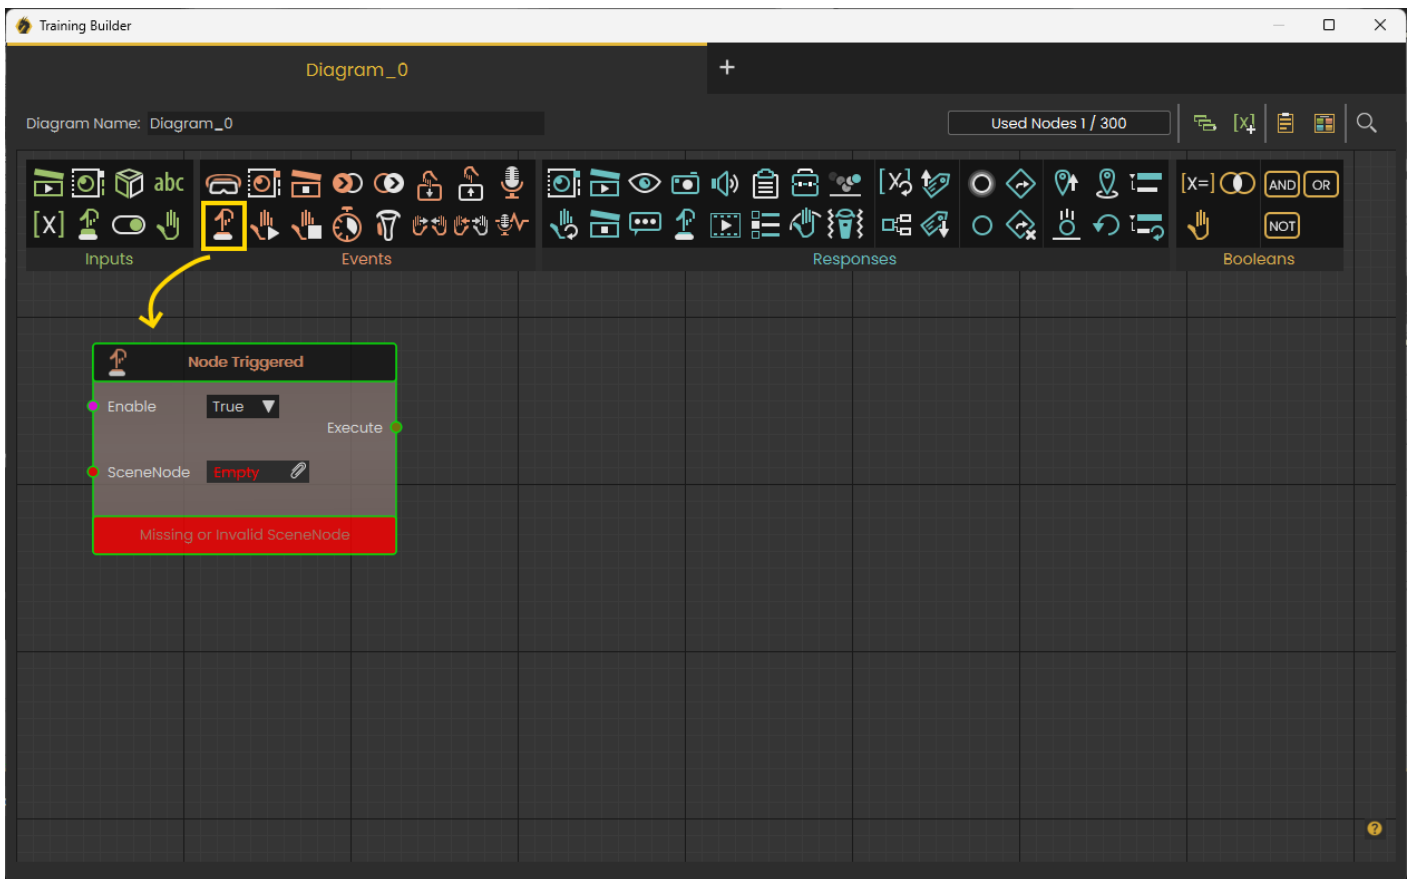 Training Builder
Diagram_0
+
Diagram Name: Diagram_0
Used Nodes 1 / 300
[X]
abc
[X]
[X=]
AND
OR
[X]
NOT
Inputs
Events
Responses
Booleans
Node Triggered
Enable
True
Execute
SceneNode
Empty
Missing or Invalid SceneNode
?